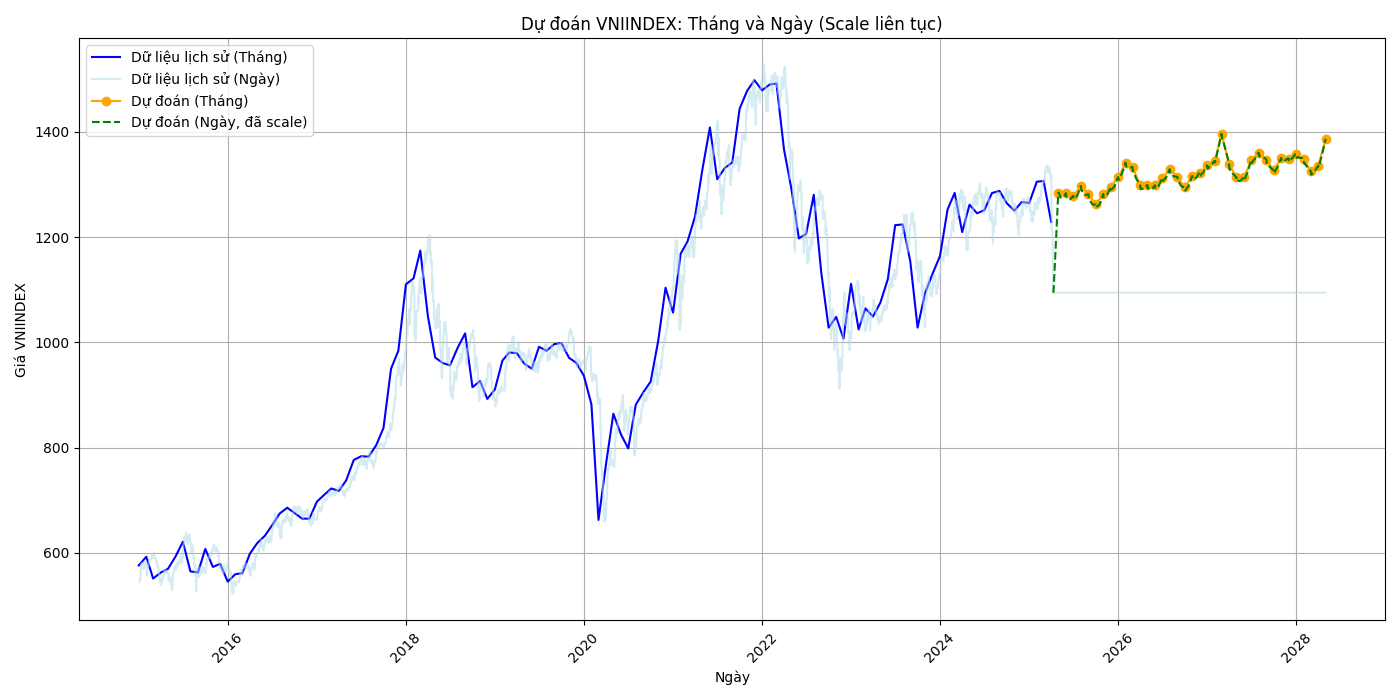 Dự đoán VNIINDEX: Tháng và Ngày (Scale liên tục)
Dữ liệu lịch sử (Tháng)
Dữ liệu lịch sử (Ngày)
Dự đoán (Tháng)
Dự đoán (Ngày, đã scale)
Giá VNIINDEX
1400
1200
1000
800
600
2016
2018
2020
2022
2024
2026
2028
Ngày